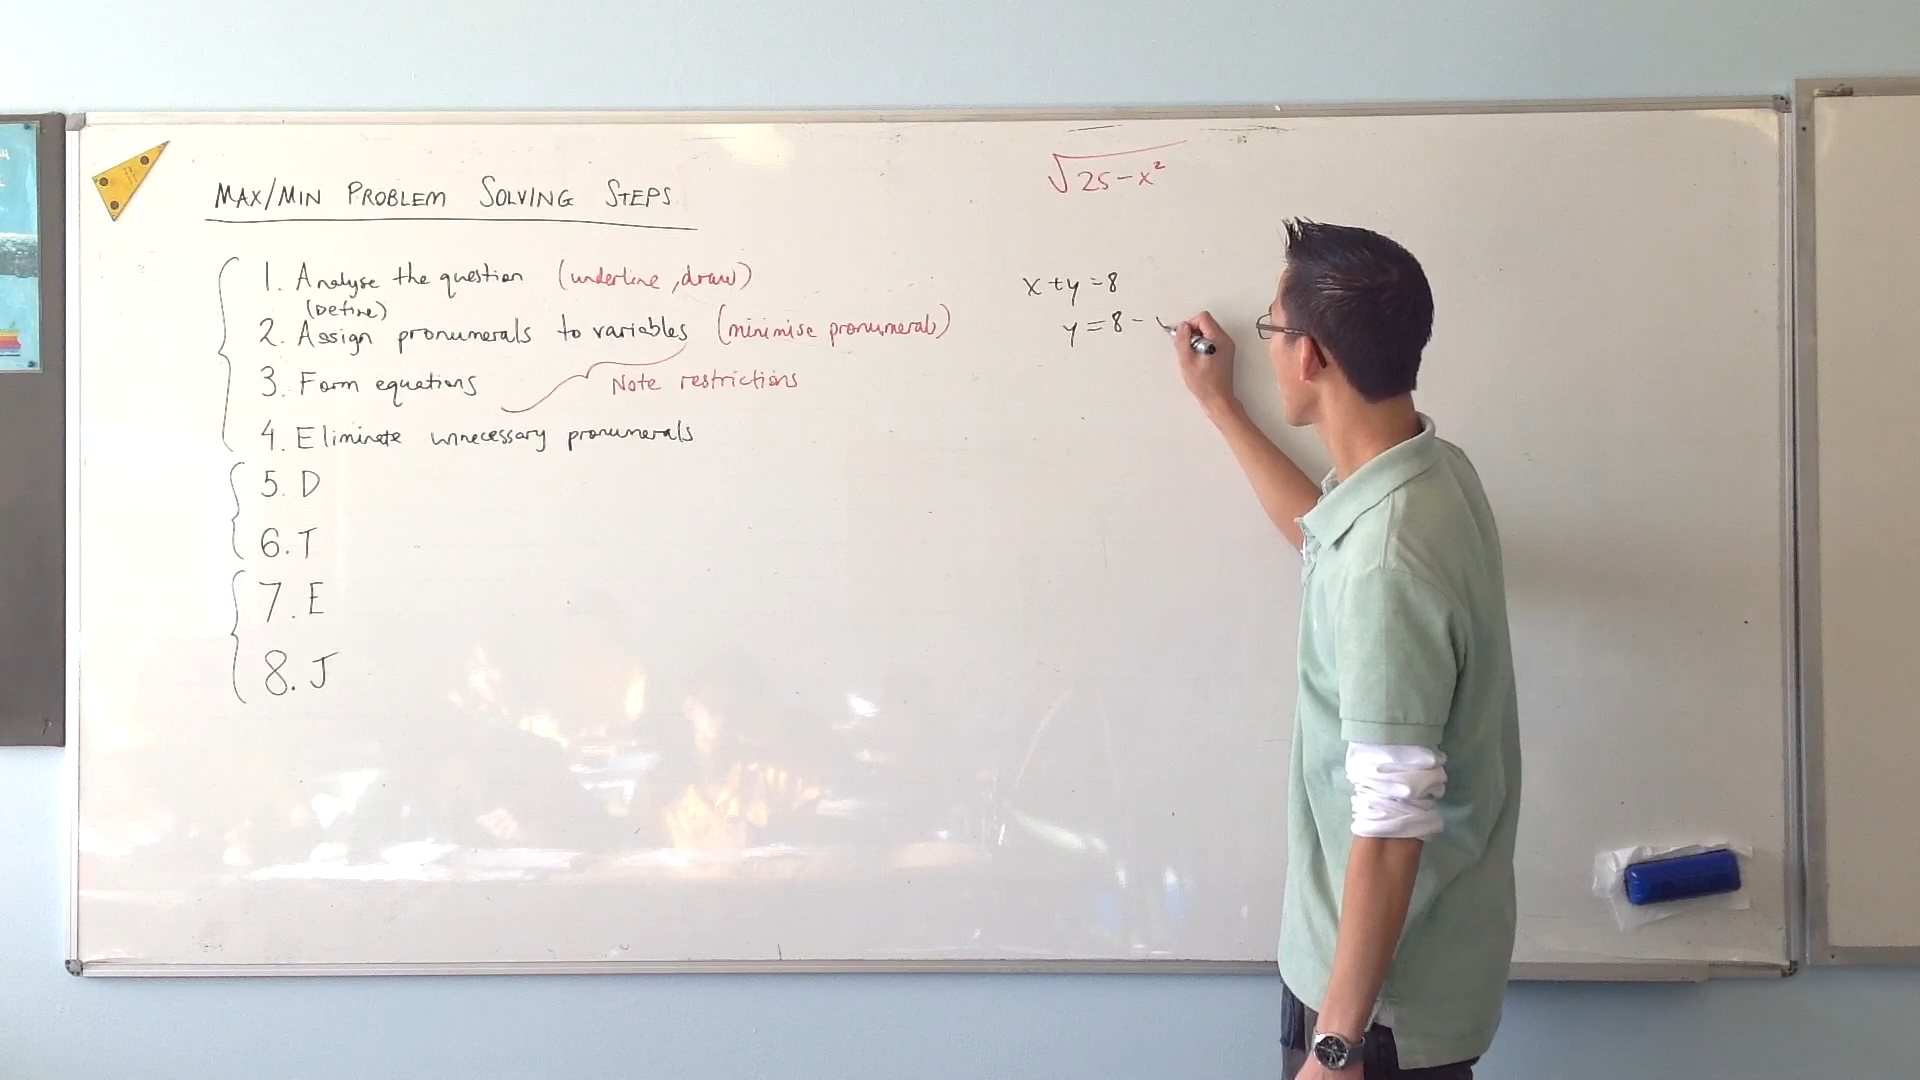 MAX/MIN PROBLEM SOLVING STEPS
1. Analyse the question (underline, draw)
(Define)
2. Assign pronumerals to variables (minimise pronumerals)
3. Form equations
Note restrictions
4. Eliminate unnecessary pronumerals
5. D
6. T
7. E
8. J
√25-x²
x+y=8
y=8-